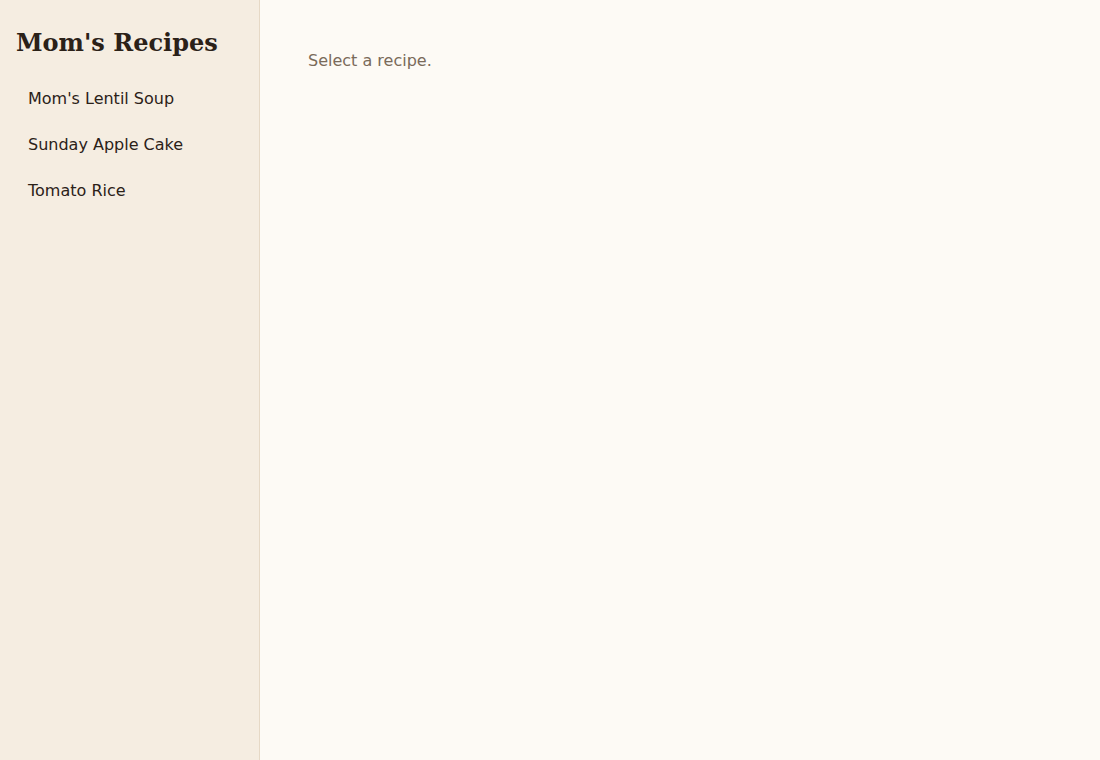 Mom's Recipes
Mom's Lentil Soup
Sunday Apple Cake
Tomato Rice
Select a recipe.